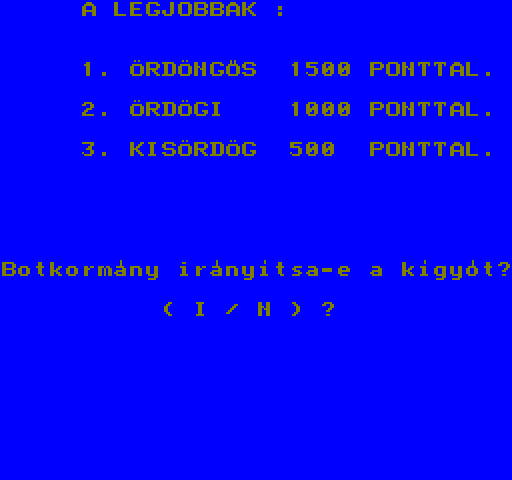 A LEGJOBBAK :
1. ÖRDÖNGÖS 1500 PONTTAL.
2. ÖRDÖGI 1000 PONTTAL.
3. KISÖRDÖG 500 PONTTAL.
Botkormány irányitsa-e a kigyót?
( I / N ) ?